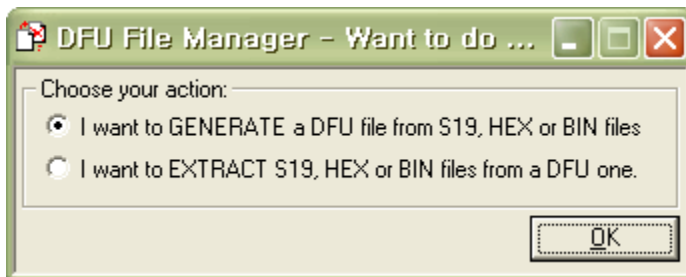 DFU File Manager - Want to do ...
Choose your action:
I want to GENERATE a DFU file from S19, HEX or BIN files
I want to EXTRACT S19, HEX or BIN files from a DFU one.
OK